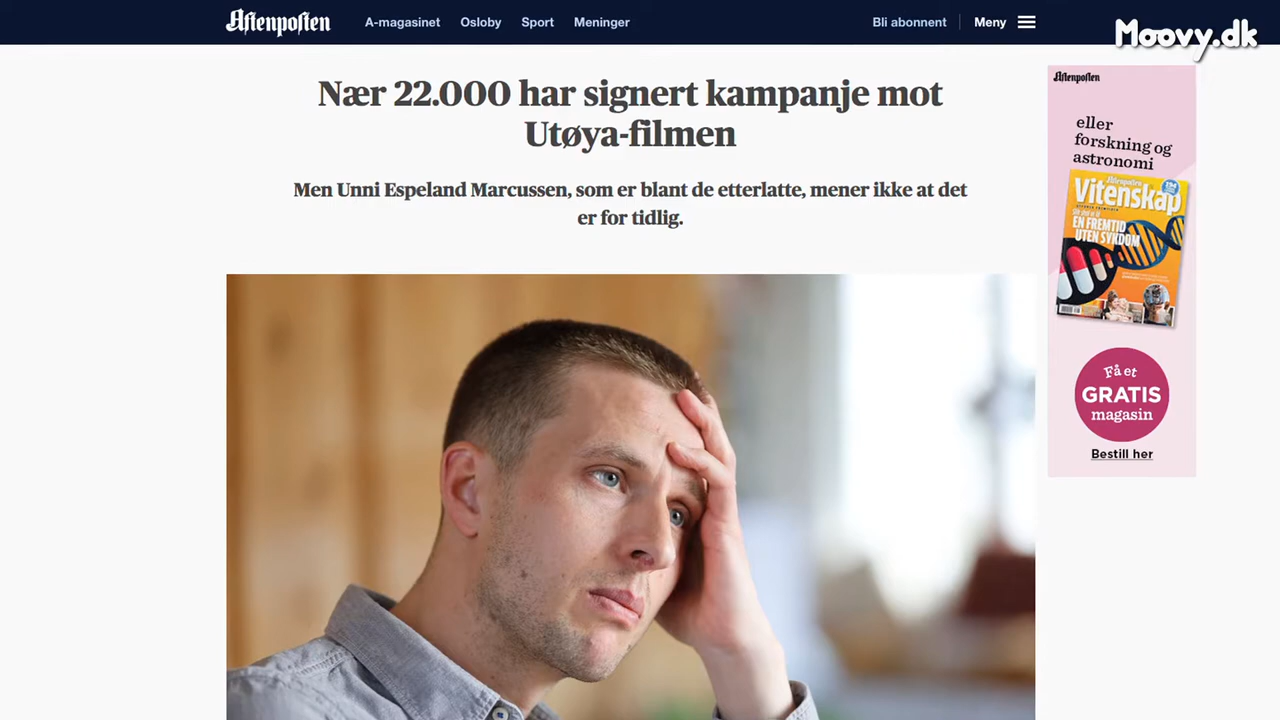 Aftenposten
A-magasinet
Osloby
Sport
Meninger
Bli abonnent
Meny
Moovy.dk
Nær 22.000 har signert kampanje mot
Utøya-filmen
Men Unni Espeland Marcussen, som er blant de etterlatte, mener ikke at det
er for tidlig.
Aftenposten
eller
forskning og
astronomi
Aftenposten
Vitenskap
EN FREMTID
UTEN SYKDOM
Få et
GRATIS
magasin
Bestill her